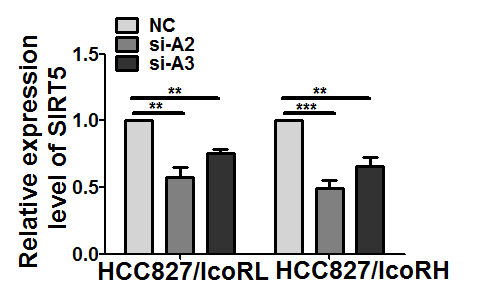 NC
si-A2
si-A3
Relative expression
level of SIRT5
1.5
1.0
0.5
0.0
**
**
**
***
HCC827/IcoRL
HCC827/IcoRH